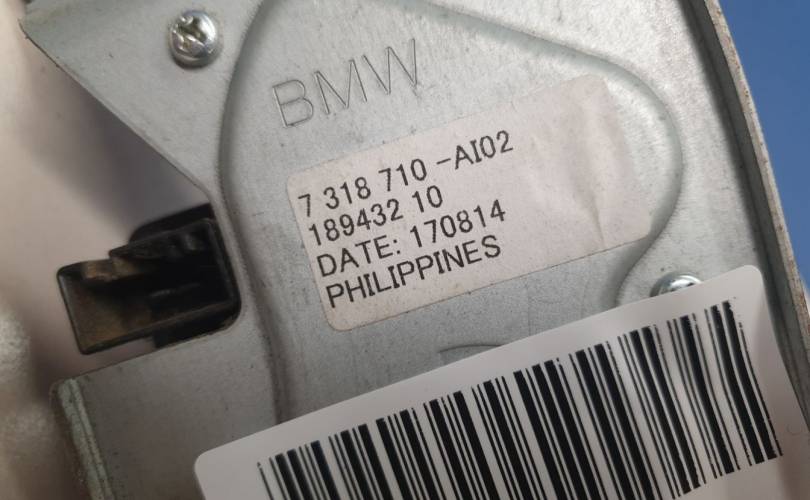 BMW
7 318 710 -AI02
189432 10
DATE: 170814
PHILIPPINES